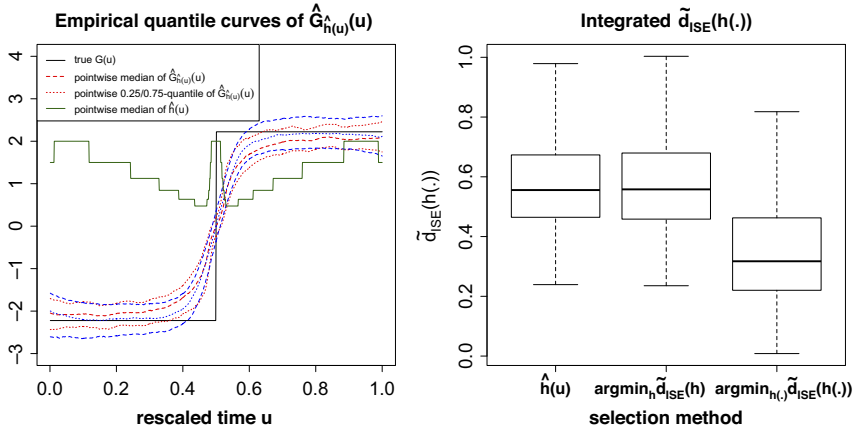 Empirical quantile curves of Ĝ̂_ĥ(u)(u)
true G(u)
pointwise median of Ĝ̂_ĥ(u)(u)
pointwise 0.25/0.75-quantile of Ĝ̂_ĥ(u)(u)
pointwise median of ĥ(u)
4
3
2
1
0
−1
−2
−3
0.0 0.2 0.4 0.6 0.8 1.0
rescaled time u
Integrated d̃_ISE(h(.))
d̃_ISE(h(.))
1.0
0.8
0.6
0.4
0.2
0.0
ĥ(u) argmin_h d̃_ISE(h) argmin_h(.) d̃_ISE(h(.))
selection method